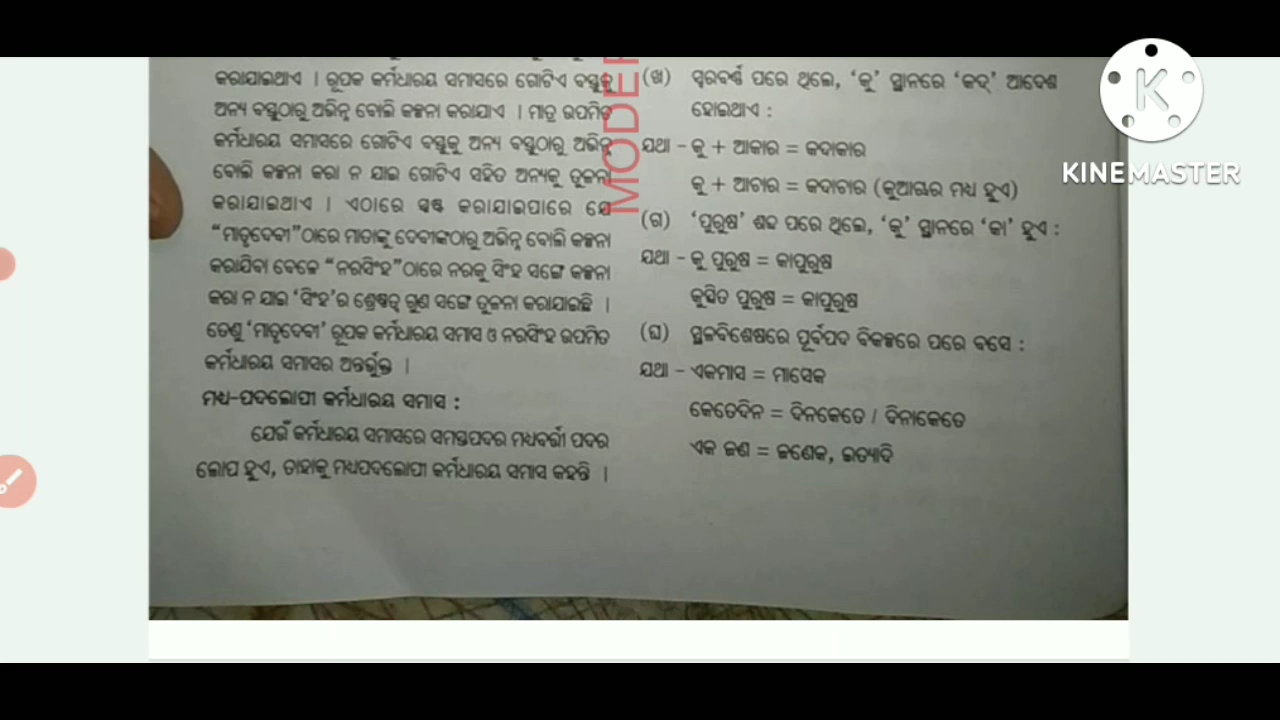 କରାଯାଇଥାଏ । ରୂପକ କର୍ମଧାରୟ ସମାସରେ ଗୋଟିଏ ବସ୍ତୁକୁ
ଅନ୍ୟ ବସ୍ତୁଠାରୁ ଅଭିନ୍ନ ବୋଲି କଳ୍ପନା କରାଯାଏ । ମାତ୍ର ଉପମିତ
କର୍ମଧାରୟ ସମାସରେ ଗୋଟିଏ ବସ୍ତୁକୁ ଅନ୍ୟ ବସ୍ତୁଠାରୁ ଅଭିନ୍ନ
ବୋଲି କଳ୍ପନା କରା ନ ଯାଇ ଗୋଟିଏ ସହିତ ଅନ୍ୟକୁ ତୁଳନା
କରାଯାଇଥାଏ । ଏଠାରେ ସ୍ପଷ୍ଟ କରାଯାଇପାରେ ଯେ
“ମାତୃଦେବୀ”ଠାରେ ମାତାଙ୍କୁ ଦେବୀଙ୍କଠାରୁ ଅଭିନ୍ନ ବୋଲି କଳ୍ପନା
କରାଯିବା ବେଳେ “ନରସିଂହ”ଠାରେ ନରକୁ ସିଂହ ସଙ୍ଗେ କଳ୍ପନା
କରା ନ ଯାଇ ‘ସିଂହ’ର ଶ୍ରେଷ୍ଠତ୍ୱ ଗୁଣ ସଙ୍ଗେ ତୁଳନା କରାଯାଇଛି ।
ତେଣୁ ‘ମାତୃଦେବୀ’ ରୂପକ କର୍ମଧାରୟ ସମାସ ଓ ନରସିଂହ ଉପମିତ
କର୍ମଧାରୟ ସମାସର ଅନ୍ତର୍ଭୁକ୍ତ ।
ମଧ୍ୟ-ପଦଲୋପୀ କର୍ମଧାରୟ ସମାସ :
ଯେଉଁ କର୍ମଧାରୟ ସମାସରେ ସମସ୍ତପଦର ମଧ୍ୟବର୍ତ୍ତୀ ପଦର
ଲୋପ ହୁଏ, ତାହାକୁ ମଧ୍ୟପଦଲୋପୀ କର୍ମଧାରୟ ସମାସ କହନ୍ତି ।
(ଖ) ସ୍ୱରବର୍ଣ୍ଣ ପରେ ଥିଲେ, ‘କୁ’ ସ୍ଥାନରେ ‘କଦ୍’ ଆଦେଶ
ହୋଇଥାଏ :
ଯଥା - କୁ + ଆକାର = କଦାକାର
କୁ + ଆଚାର = କଦାଚାର (କୁଆଚ୍ଚାର ମଧ୍ୟ ହୁଏ)
(ଗ) ‘ପୁରୁଷ’ ଶବ୍ଦ ପରେ ଥିଲେ, ‘କୁ’ ସ୍ଥାନରେ ‘କା’ ହୁଏ :
ଯଥା - କୁ ପୁରୁଷ = କାପୁରୁଷ
କୁତ୍ସିତ ପୁରୁଷ = କାପୁରୁଷ
(ଘ) ସ୍ଥଳବିଶେଷରେ ପୂର୍ବପଦ ବିକଳ୍ପରେ ପରେ ବସେ :
ଯଥା - ଏକମାସ = ମାସେକ
କେତେଦିନ = ଦିନକେତେ / ଦିନାକେତେ
ଏକ ଜଣ = ଜଣେକ, ଇତ୍ୟାଦି
MODER
K
KINEMASTER